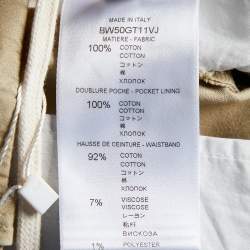 MADE IN ITALY
BW50GT11VJ
MATIERE - FABRIC
100% COTON
COTTON
コットン
棉
ХЛОПОК
DOUBLURE POCHE - POCKET LINING
100% COTON
COTTON
コットン
棉
ХЛОПОК
HAUSSE DE CEINTURE - WAISTBAND
92% COTON
COTTON
コットン
棉
ХЛОПОК
7% VISCOSE
VISCOSE
レーヨン
ВИСКОЗА
1% POLYESTER